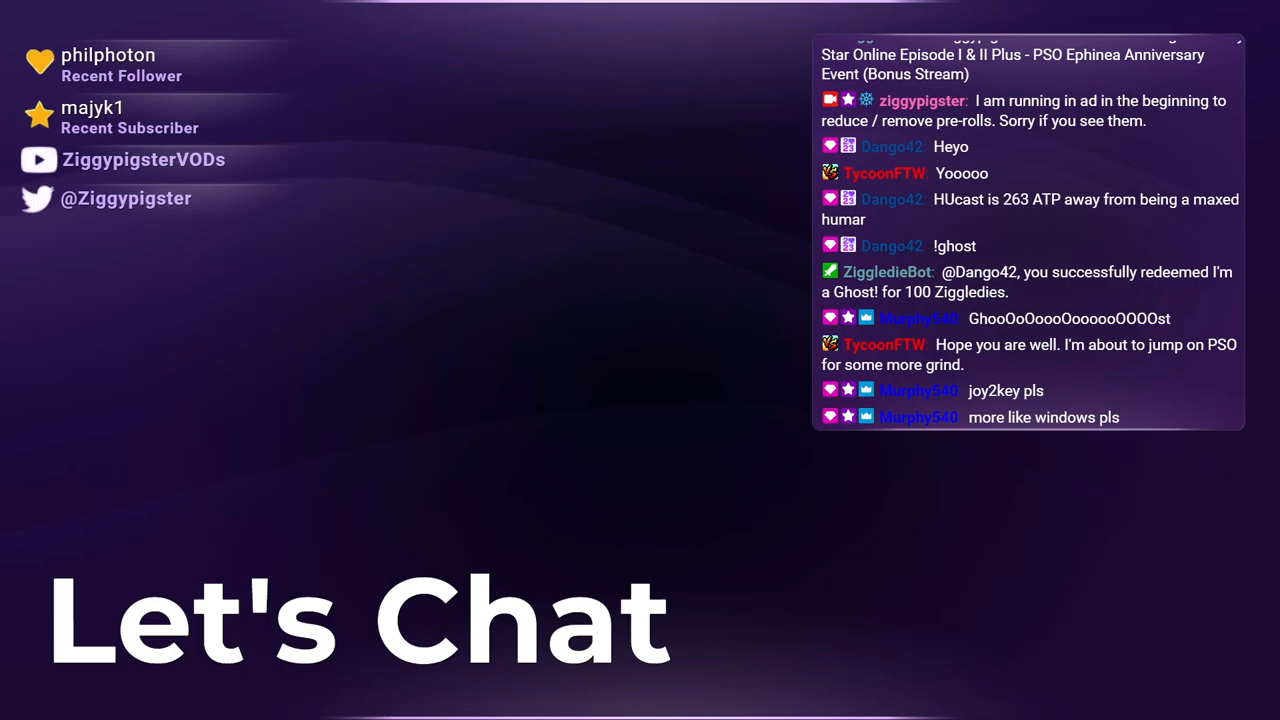 philphoton
Recent Follower
majyk1
Recent Subscriber
ZiggypigsterVODs
@Ziggypigster
Star Online Episode I & II Plus - PSO Ephinea Anniversary
Event (Bonus Stream)
ziggypigster: I am running in ad in the beginning to
reduce / remove pre-rolls. Sorry if you see them.
Dango42: Heyo
TycoonFTW: Yooooo
Dango42: HUcast is 263 ATP away from being a maxed
humar
Dango42: !ghost
ZiggledieBot: @Dango42, you successfully redeemed I'm
a Ghost! for 100 Ziggledies.
Murphy540: GhooOoOoooOoooooOOOOst
TycoonFTW: Hope you are well. I'm about to jump on PSO
for some more grind.
Murphy540: joy2key pls
Murphy540: more like windows pls
Let's Chat